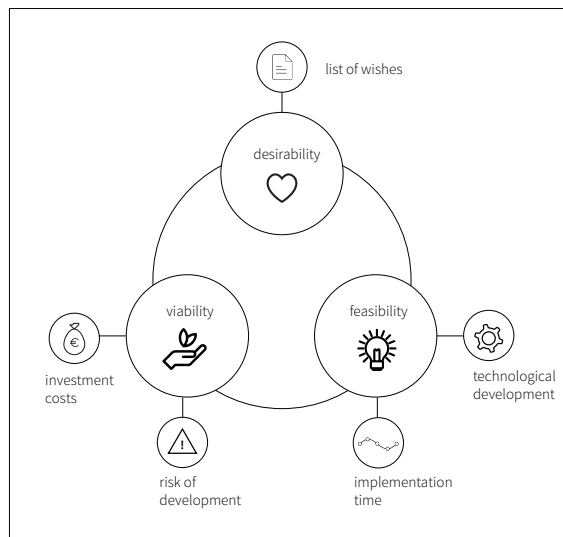 list of wishes
desirability
viability
feasibility
€
investment
costs
technological
development
!
risk of
development
implementation
time